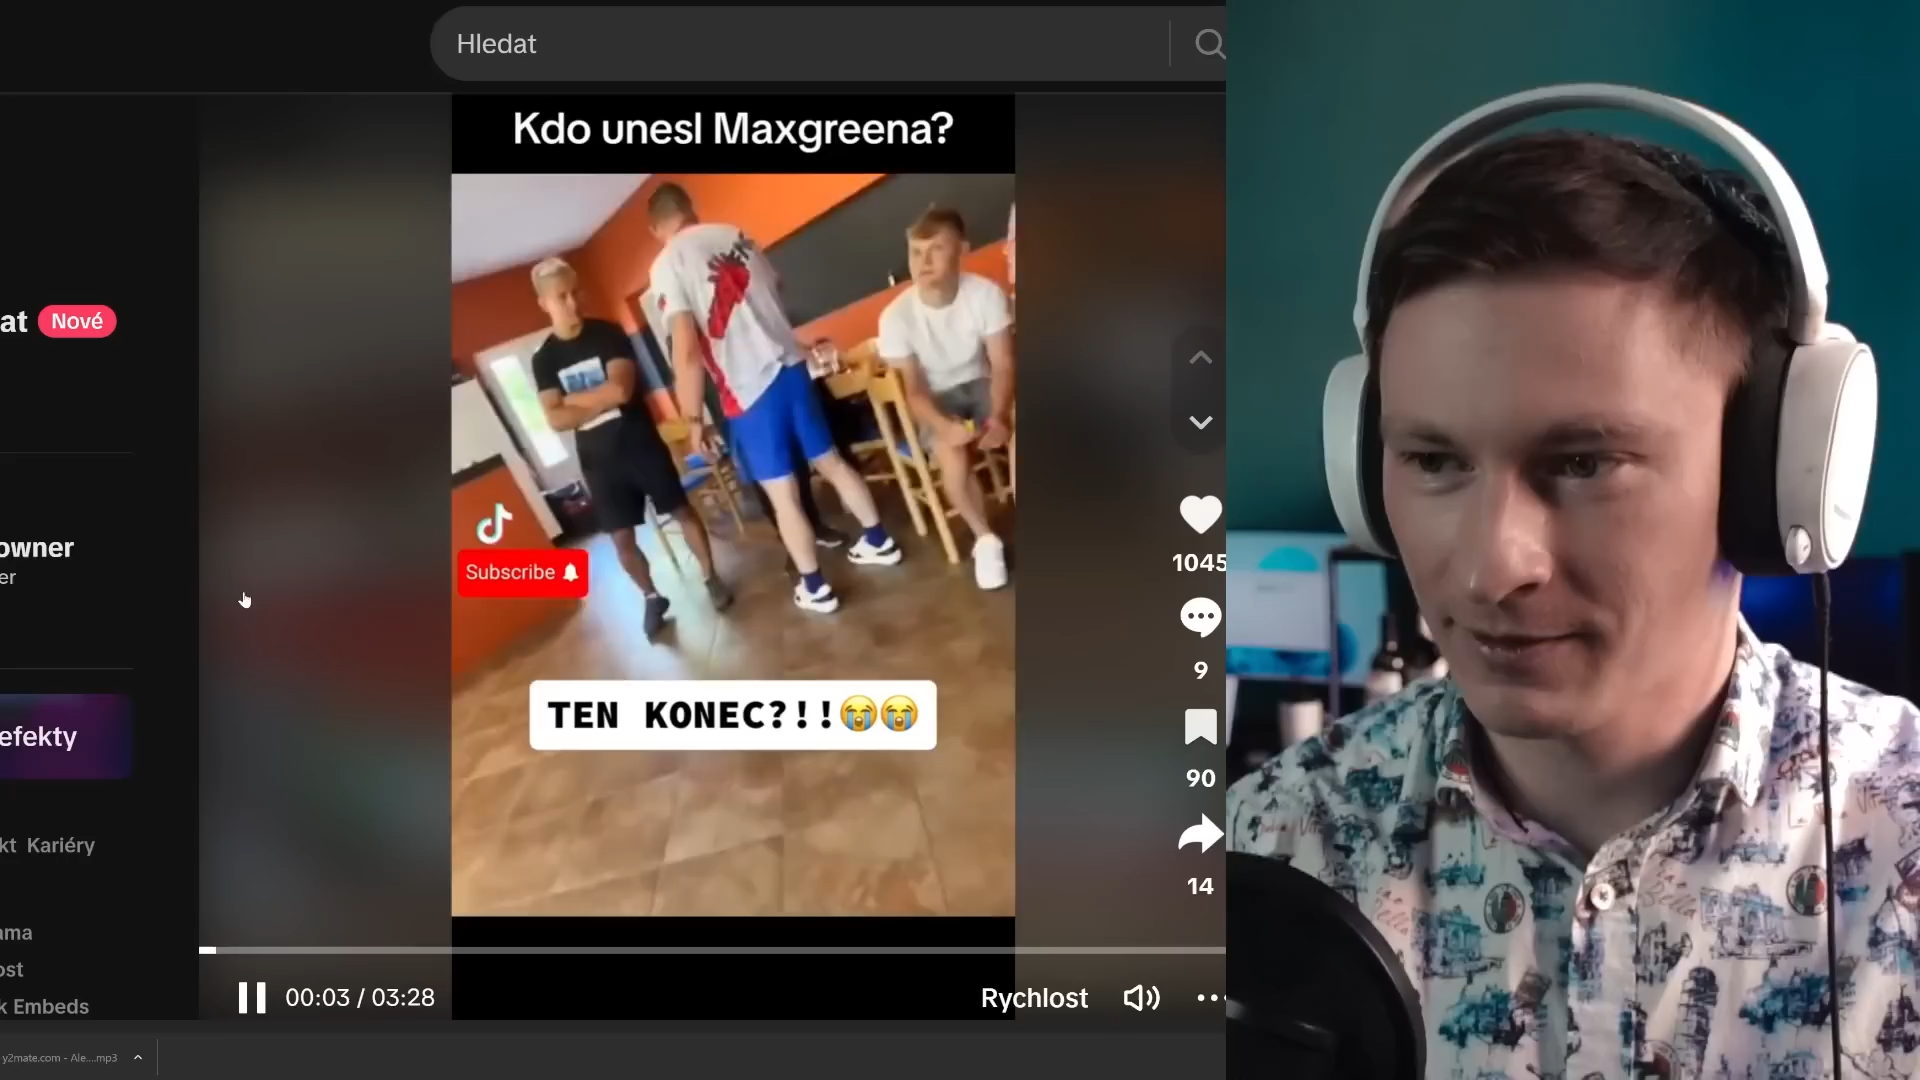 Hledat
Kdo unesl Maxgreena?
at Nové
Subscribe
owner
er
TEN KONEC?!!😭😭
efekty
1045
9
90
14
kt Kariéry
ama
ost
k Embeds
00:03 / 03:28
Rychlost
y2mate.com - Ale....mp3